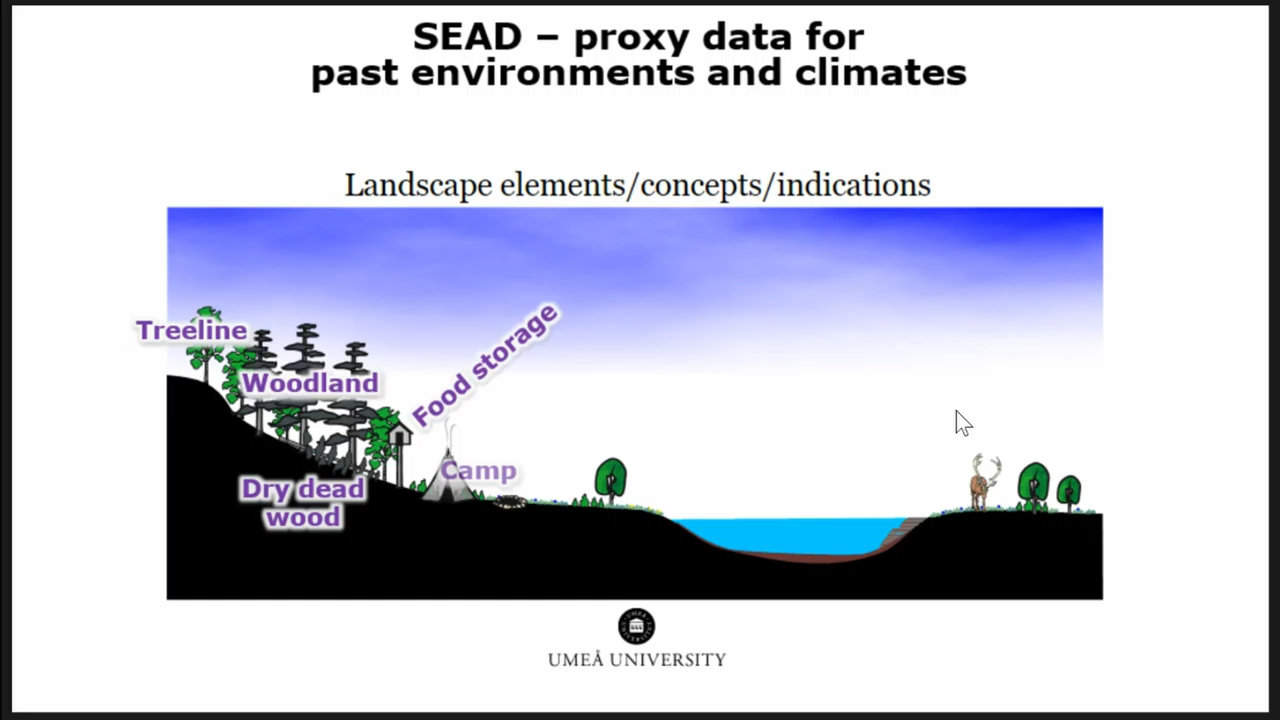 SEAD – proxy data for
past environments and climates
Landscape elements/concepts/indications
Treeline
Woodland
Food storage
Camp
Dry dead
wood
UMEÅ UNIVERSITY